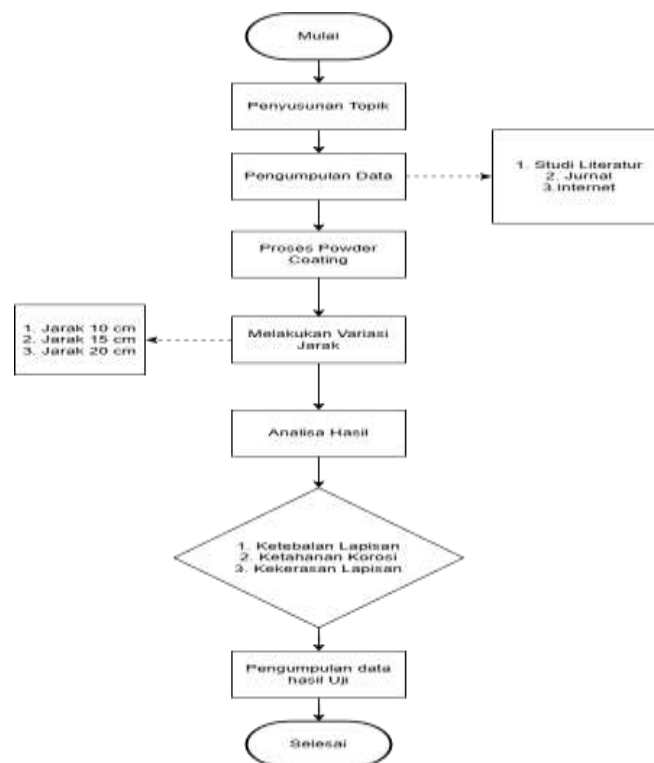 Mulai
Penyusunan Topik
Pengumpulan Data
1. Studi Literatur
2. Jurnal
3.Internet
Proses Powder
Coating
Melakukan Variasi
Jarak
1. Jarak 10 cm
2. Jarak 15 cm
3. Jarak 20 cm
Analisa Hasil
1. Ketebalan Lapisan
2. Ketahanan Korosi
3. Kekerasan Lapisan
Pengumpulan data
hasil Uji
Selesai